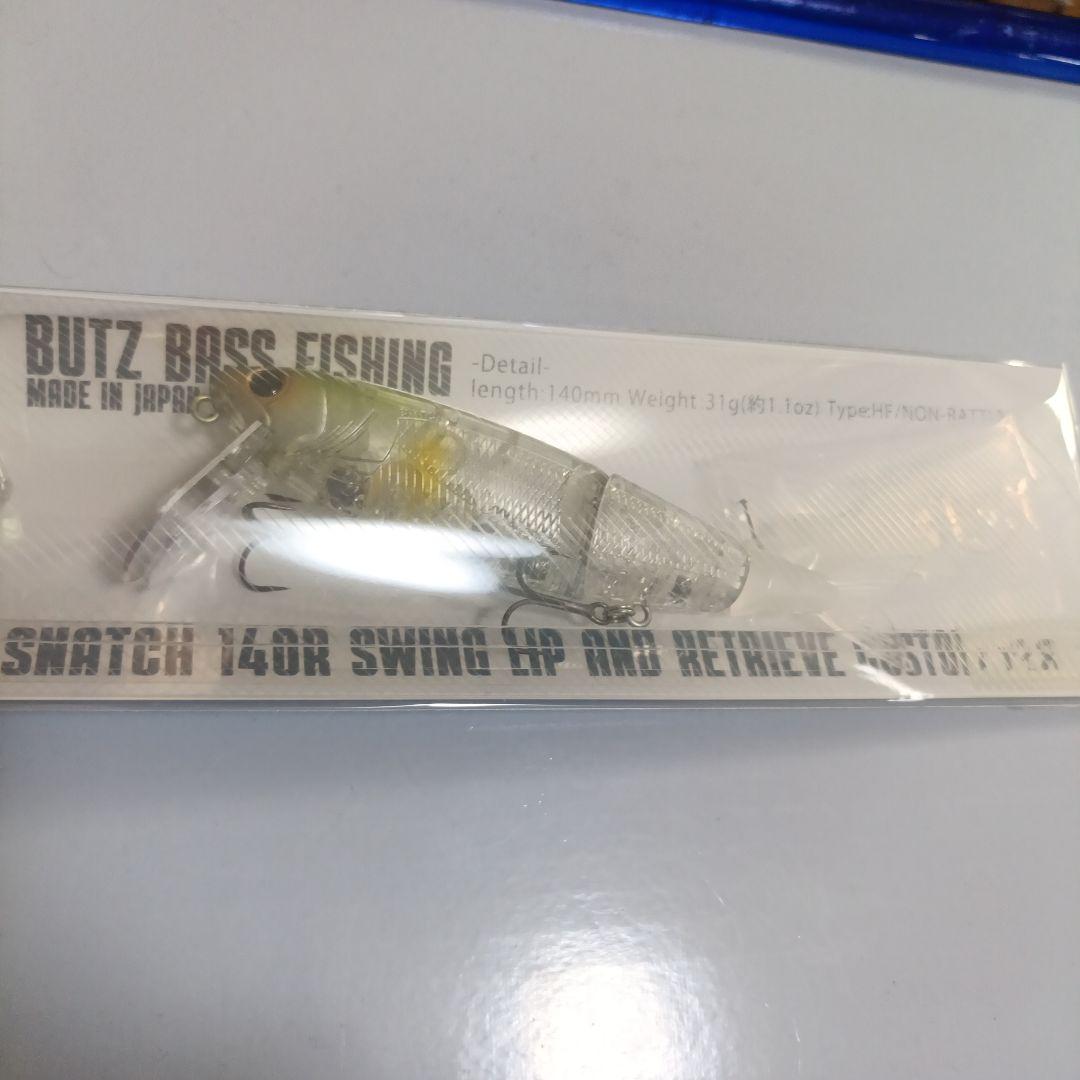 BUTZ BASS FISHING
MADE IN JAPAN
-Detail-
length:140mm Weight:31g(約1.1oz) Type:HF/NON-RATTLE
SNATCH 140R SWING LIP AND RETRIEVE